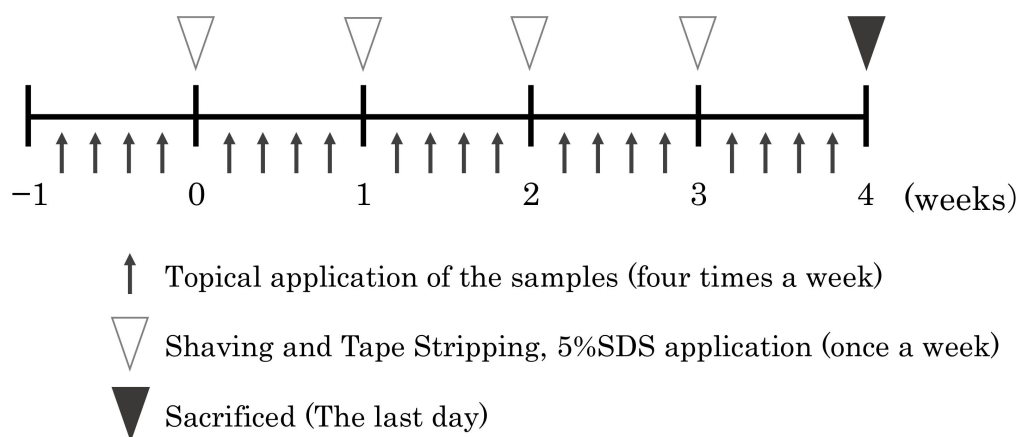 −1 0 1 2 3 4 (weeks)
Topical application of the samples (four times a week)
Shaving and Tape Stripping, 5%SDS application (once a week)
Sacrificed (The last day)